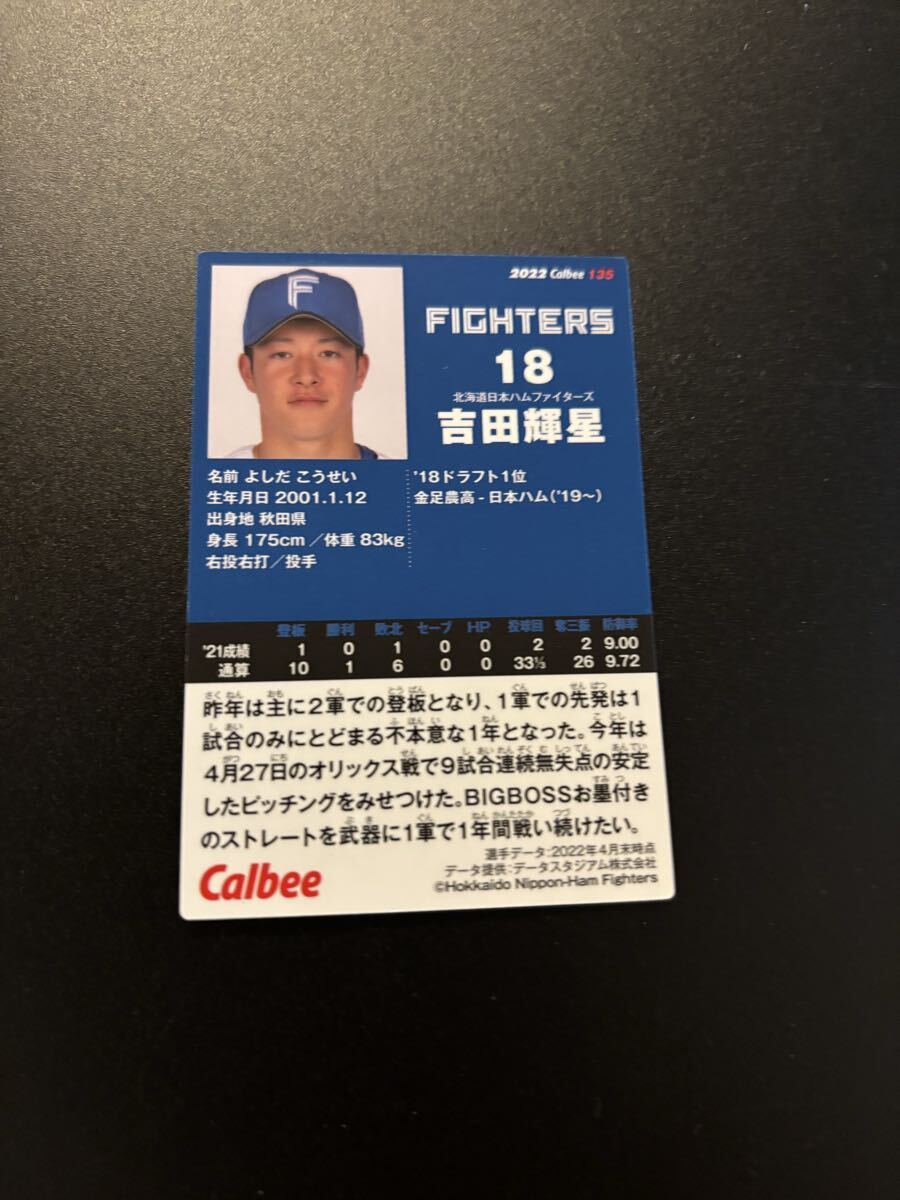 2022 Calbee 135
F
FIGHTERS
18
北海道日本ハムファイターズ
吉田輝星
名前 よしだ こうせい
生年月日 2001.1.12
出身地 秋田県
身長 175cm／体重 83kg
右投右打／投手
'18ドラフト1位
金足農高 - 日本ハム('19〜)
登板 勝利 敗北 セーブ HP 投球回 奪三振 防御率
'21成績 1 0 1 0 0 2 2 9.00
通算 10 1 6 0 0 33⅓ 26 9.72
昨年は主に2軍での登板となり、1軍での先発は1
試合のみにとどまる不本意な1年となった。今年は
4月27日のオリックス戦で9試合連続無失点の安定
したピッチングをみせつけた。BIGBOSSお墨付き
のストレートを武器に1軍で1年間戦い続けたい。
選手データ：2022年4月末時点
データ提供：データスタジアム株式会社
©Hokkaido Nippon-Ham Fighters
Calbee